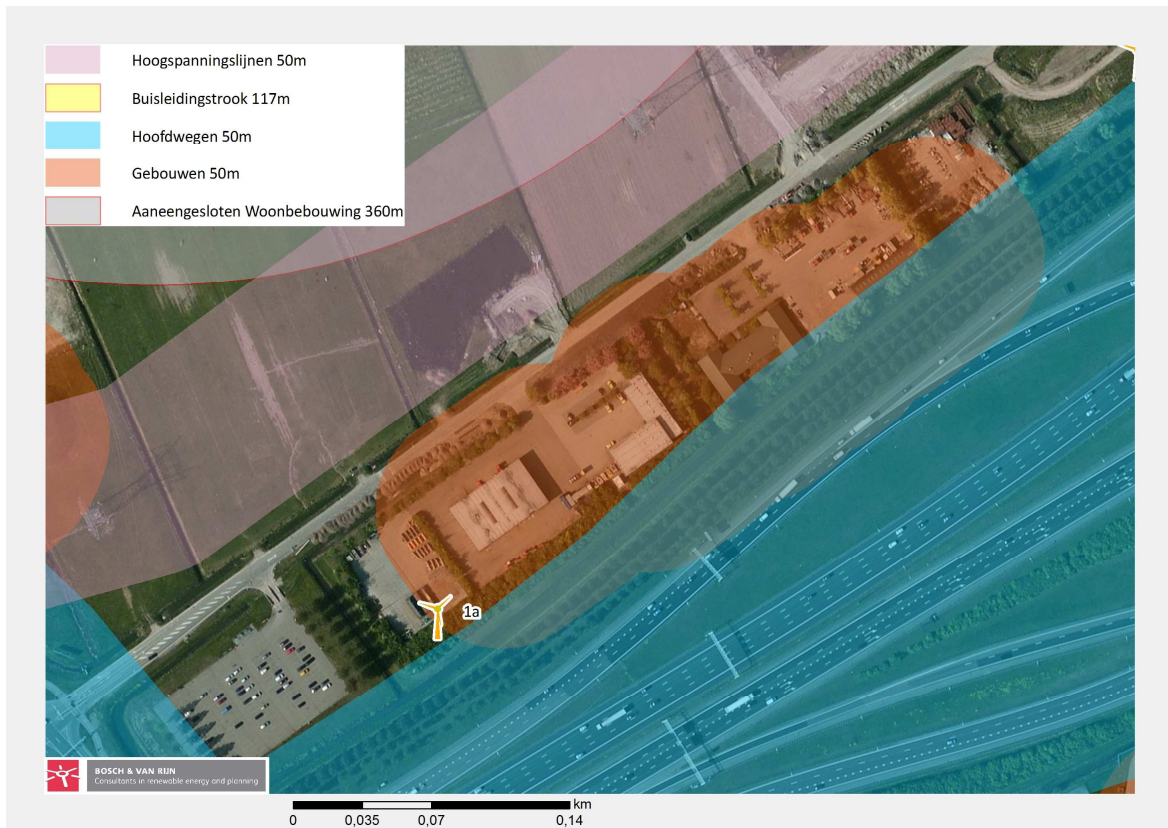 Hoogspanningslijnen 50m
Buisleidingstrook 117m
Hoofdwegen 50m
Gebouwen 50m
Aaneengesloten Woonbebouwing 360m
1a
BOSCH & VAN RIJN
Consultants in renewable energy and planning
km
0 0,035 0,07 0,14